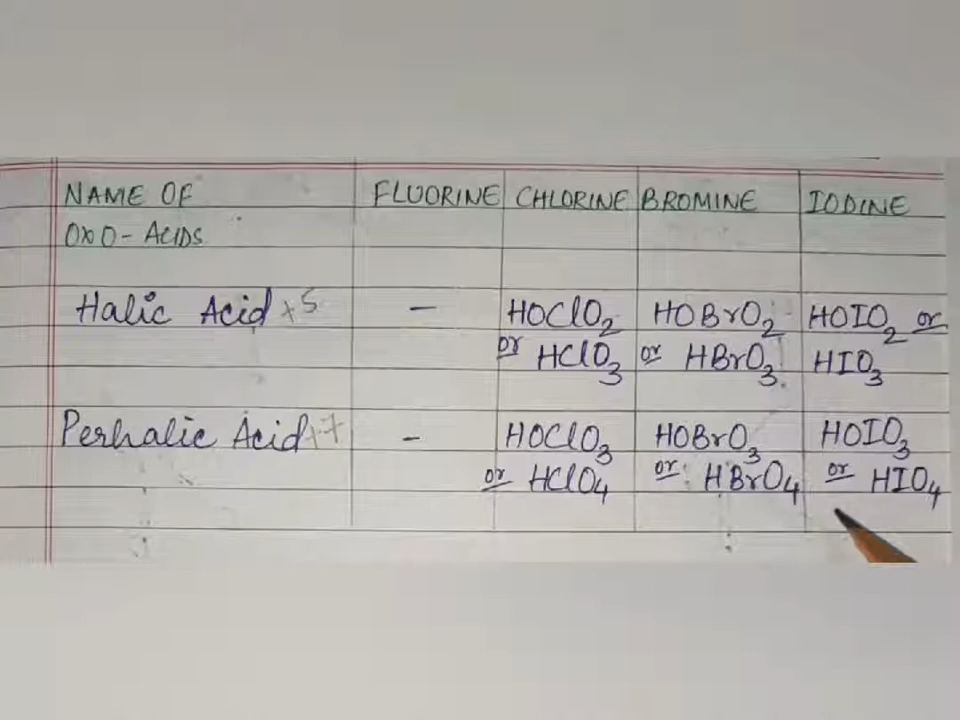 NAME OF FLUORINE CHLORINE BROMINE IODINE
OXO-ACIDS
Halic Acid +5 — HOClO₂ HOBrO₂ HOIO₂ or
or HClO₃ or HBrO₃ HIO₃
Perhalic Acid +7 — HOClO₃ HOBrO₃ HOIO₃
or HClO₄ or HBrO₄ or HIO₄